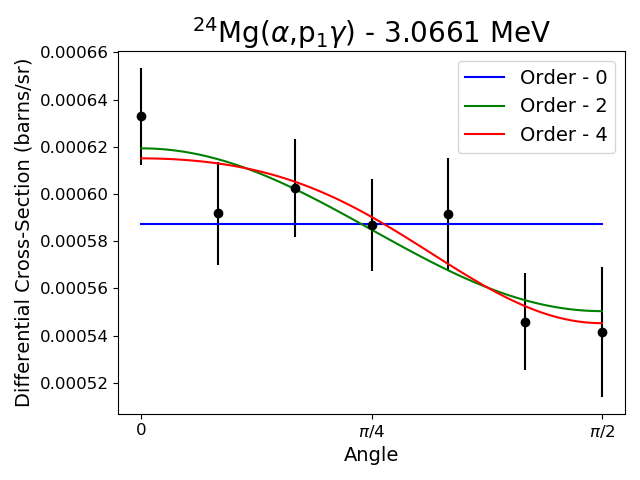 ²⁴Mg(α,p₁γ) - 3.0661 MeV
Differential Cross-Section (barns/sr)
0.00066
0.00064
0.00062
0.00060
0.00058
0.00056
0.00054
0.00052
Order - 0
Order - 2
Order - 4
0
π/4
π/2
Angle